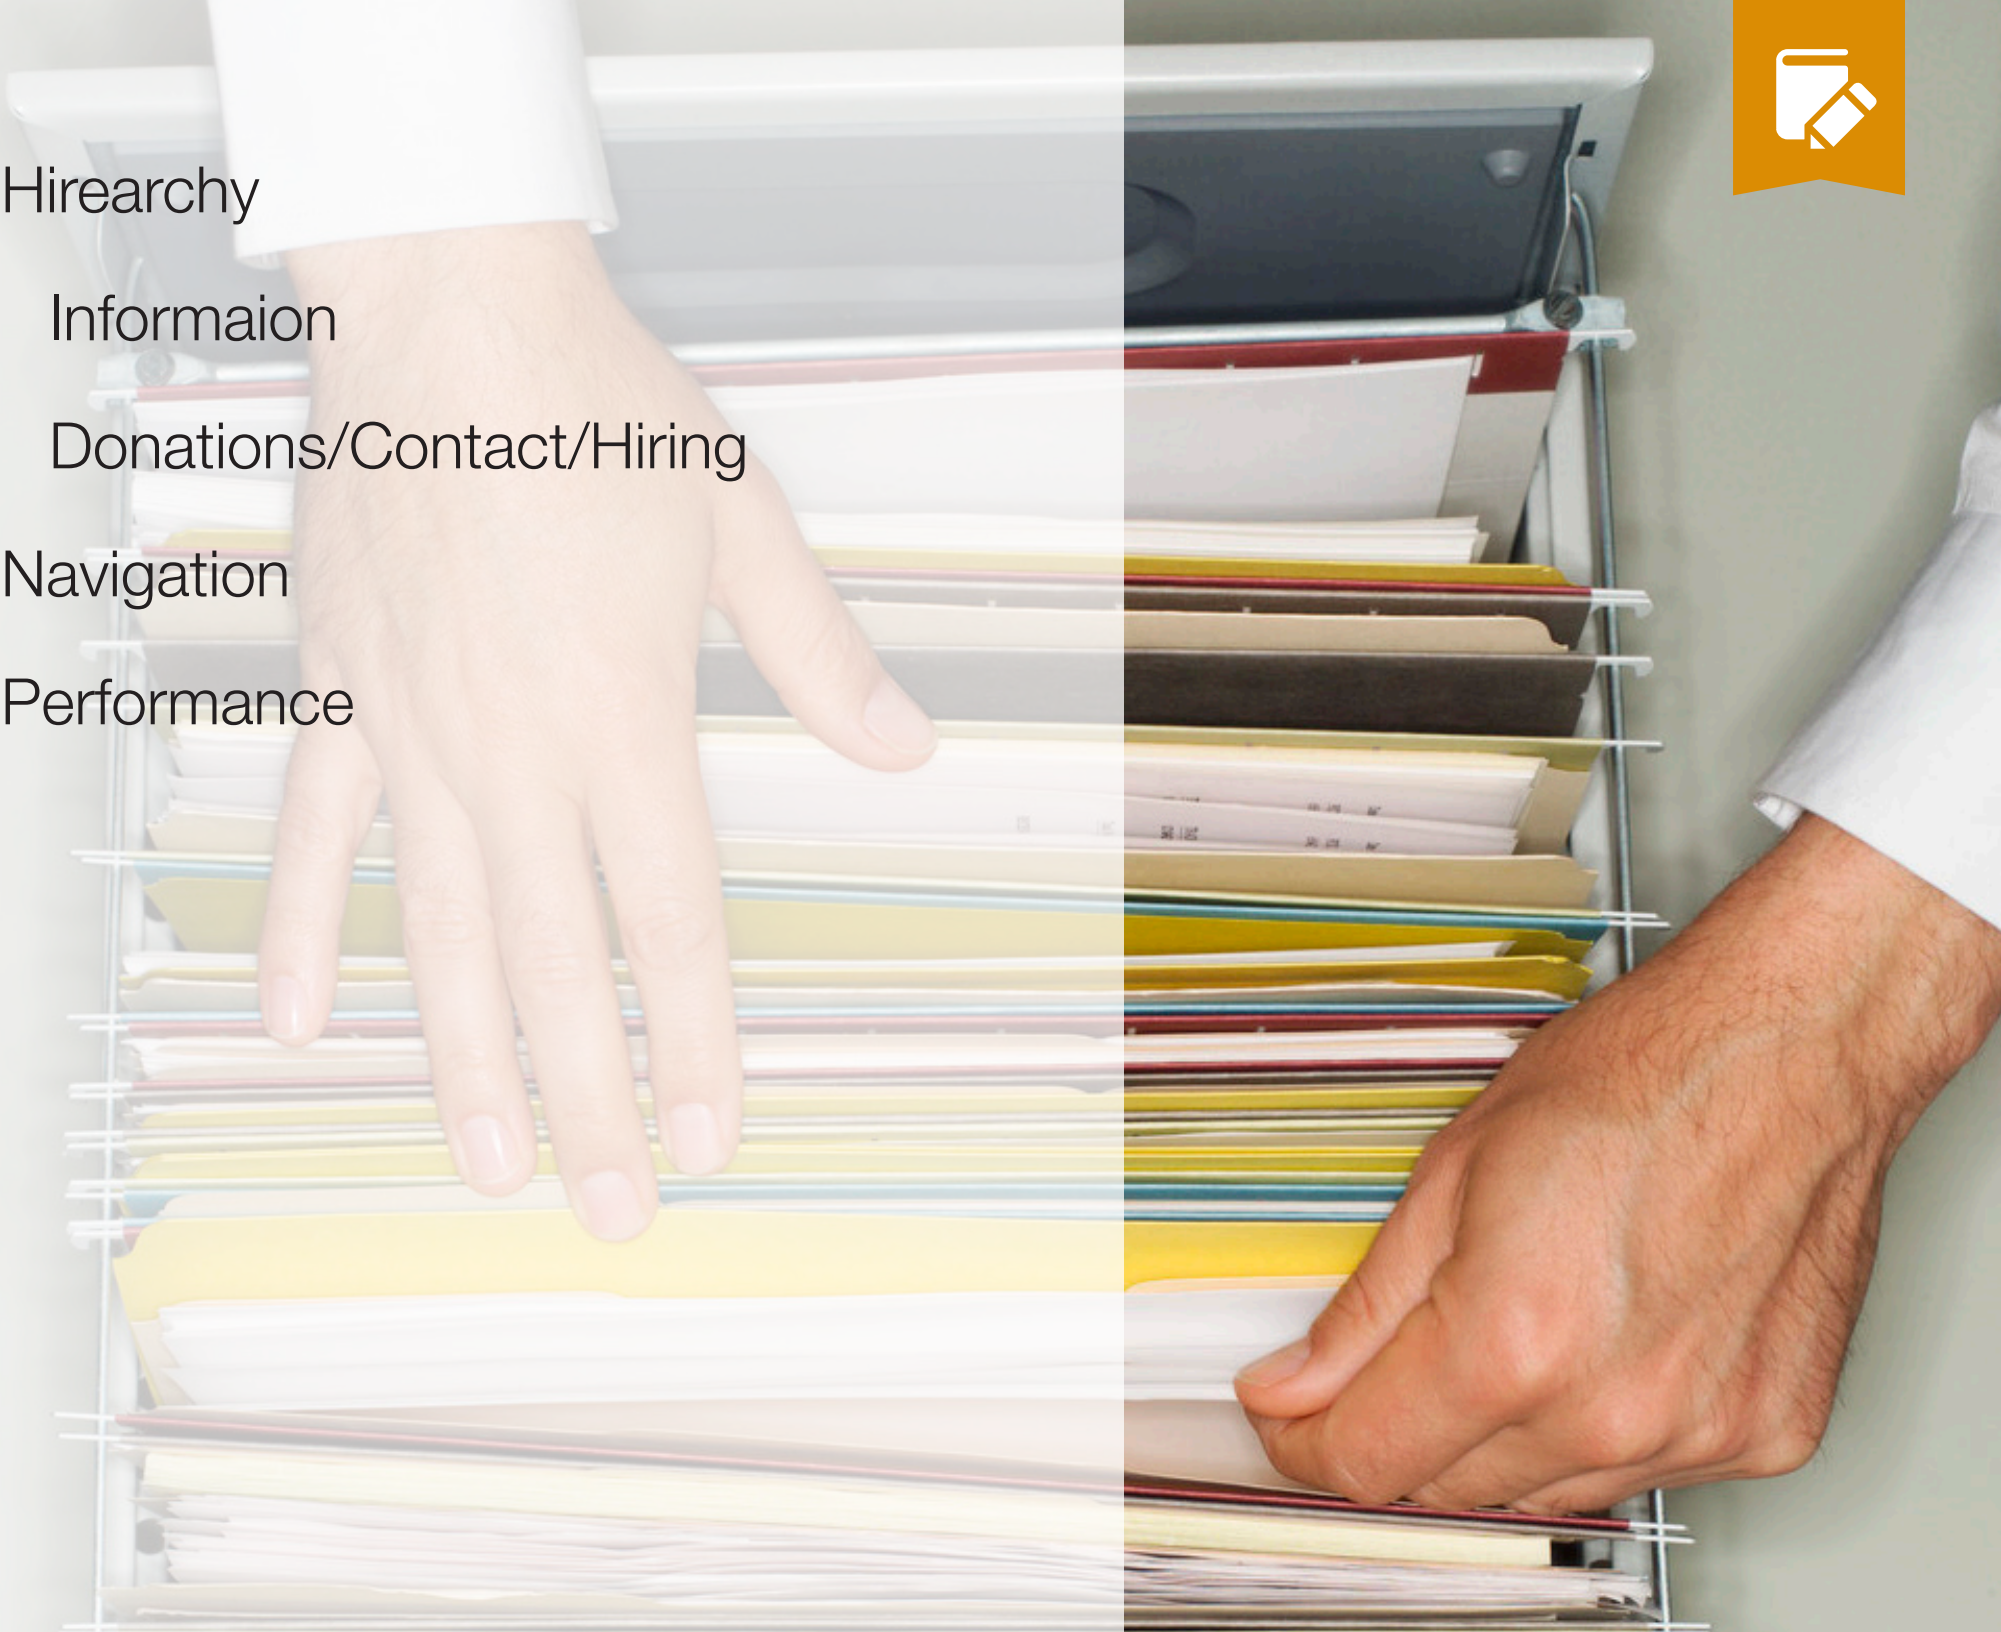 Hirearchy
Informaion
Donations/Contact/Hiring
Navigation
Performance